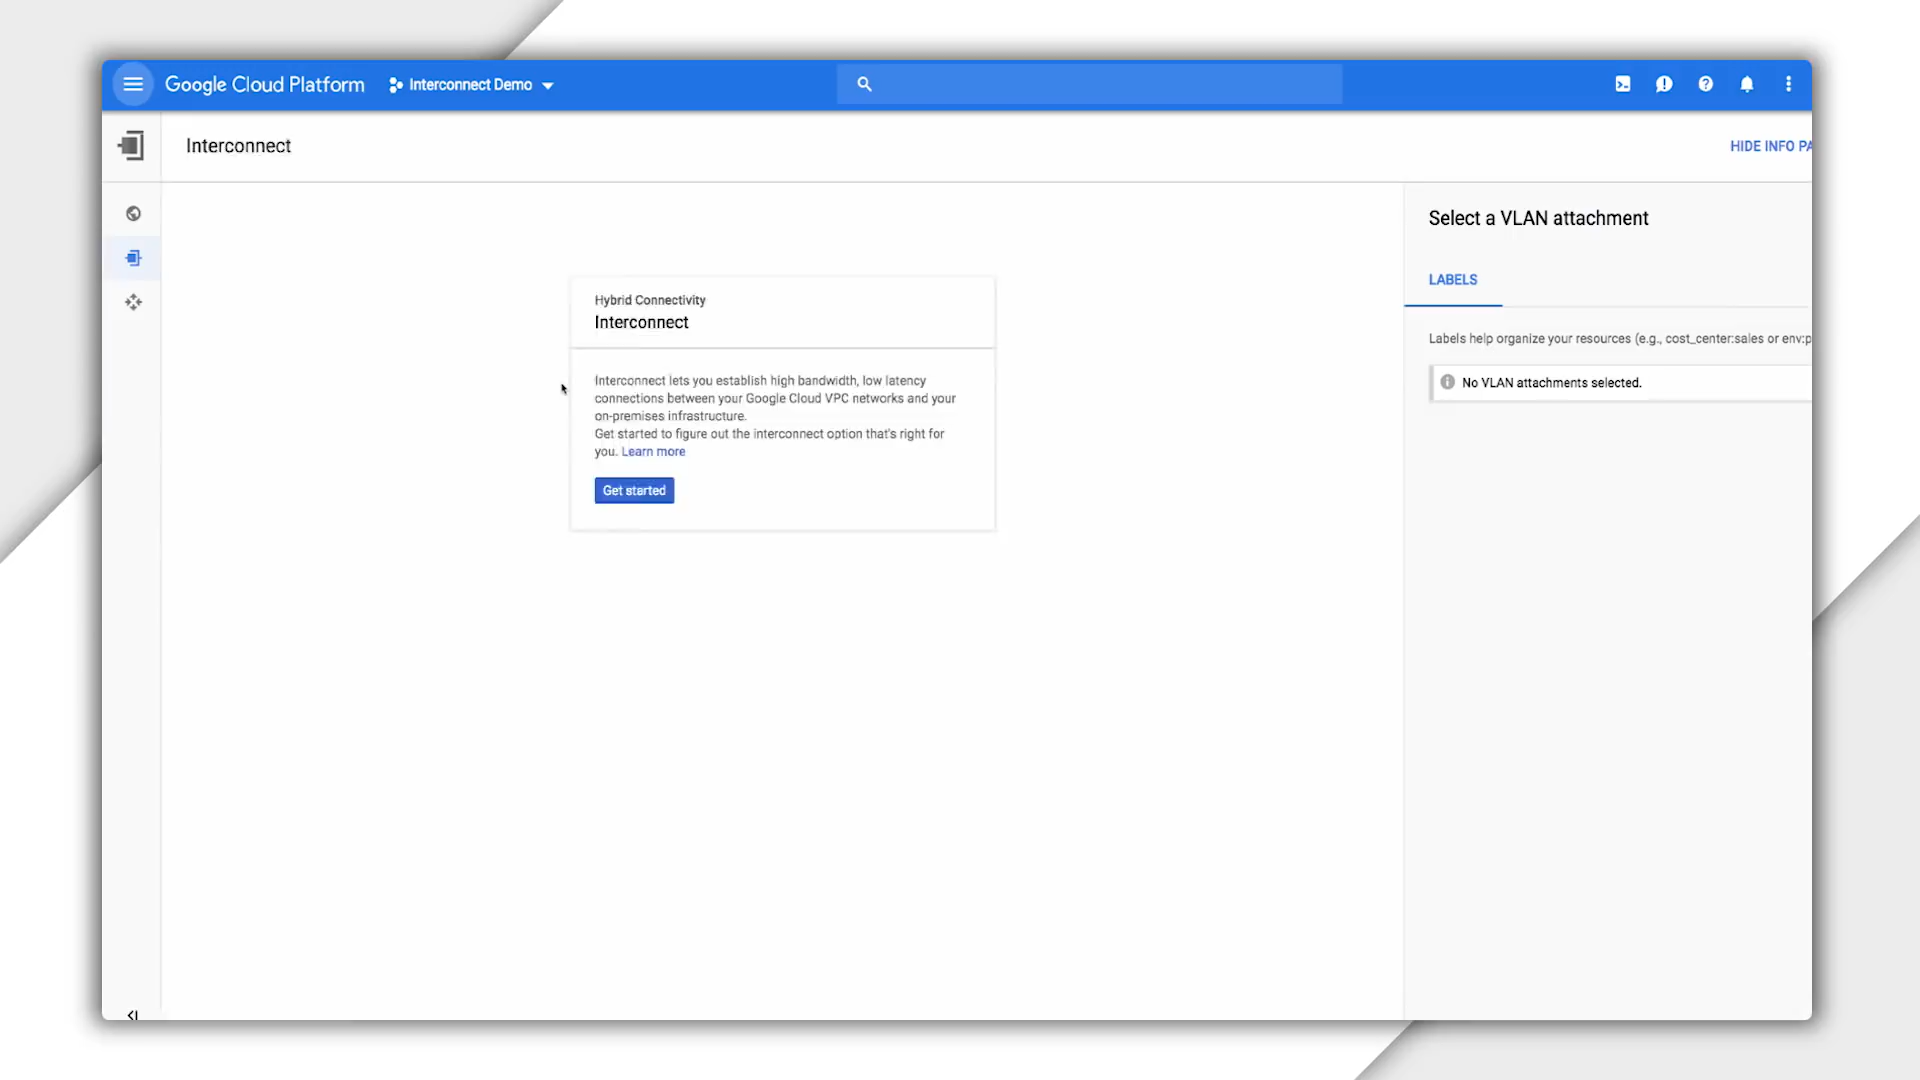 Google Cloud Platform
Interconnect Demo
Interconnect
HIDE INFO PA
Hybrid Connectivity
Interconnect
Interconnect lets you establish high bandwidth, low latency
connections between your Google Cloud VPC networks and your
on-premises infrastructure.
Get started to figure out the interconnect option that's right for
you. Learn more
Get started
Select a VLAN attachment
LABELS
Labels help organize your resources (e.g., cost_center:sales or env:p
No VLAN attachments selected.